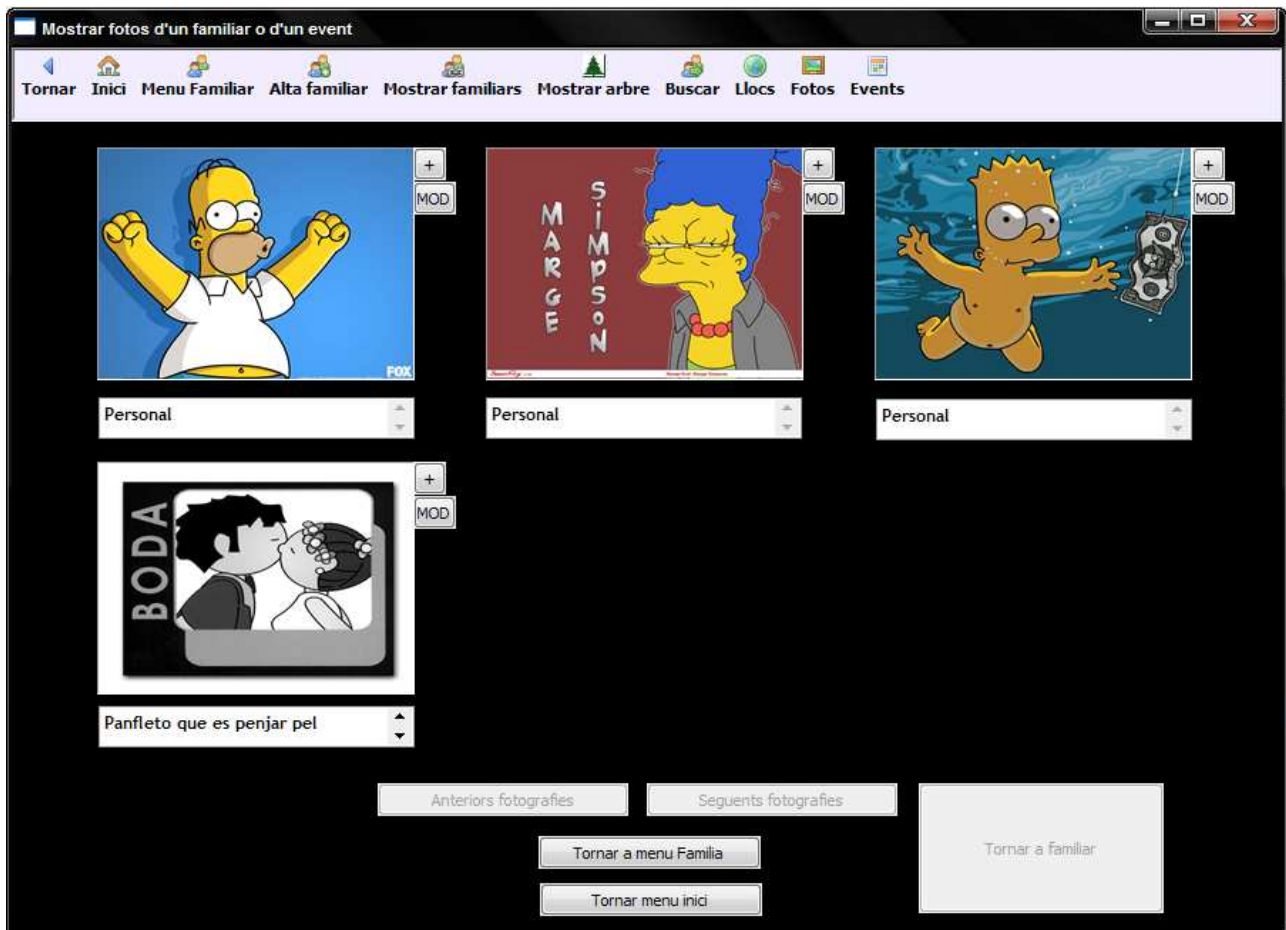 Mostrar fotos d'un familiar o d'un event
Tornar Inici Menu Familiar Alta familiar Mostrar familiars Mostrar arbre Buscar Llocs Fotos Events
+ + +
MOD MOD MOD
MARGE
SiMPSoN
FOX
Personal Personal Personal
+
MOD
BODA
Panfleto que es penjar pel
Anteriors fotografies Seguents fotografies
Tornar a familiar
Tornar a menu Familia
Tornar menu inici